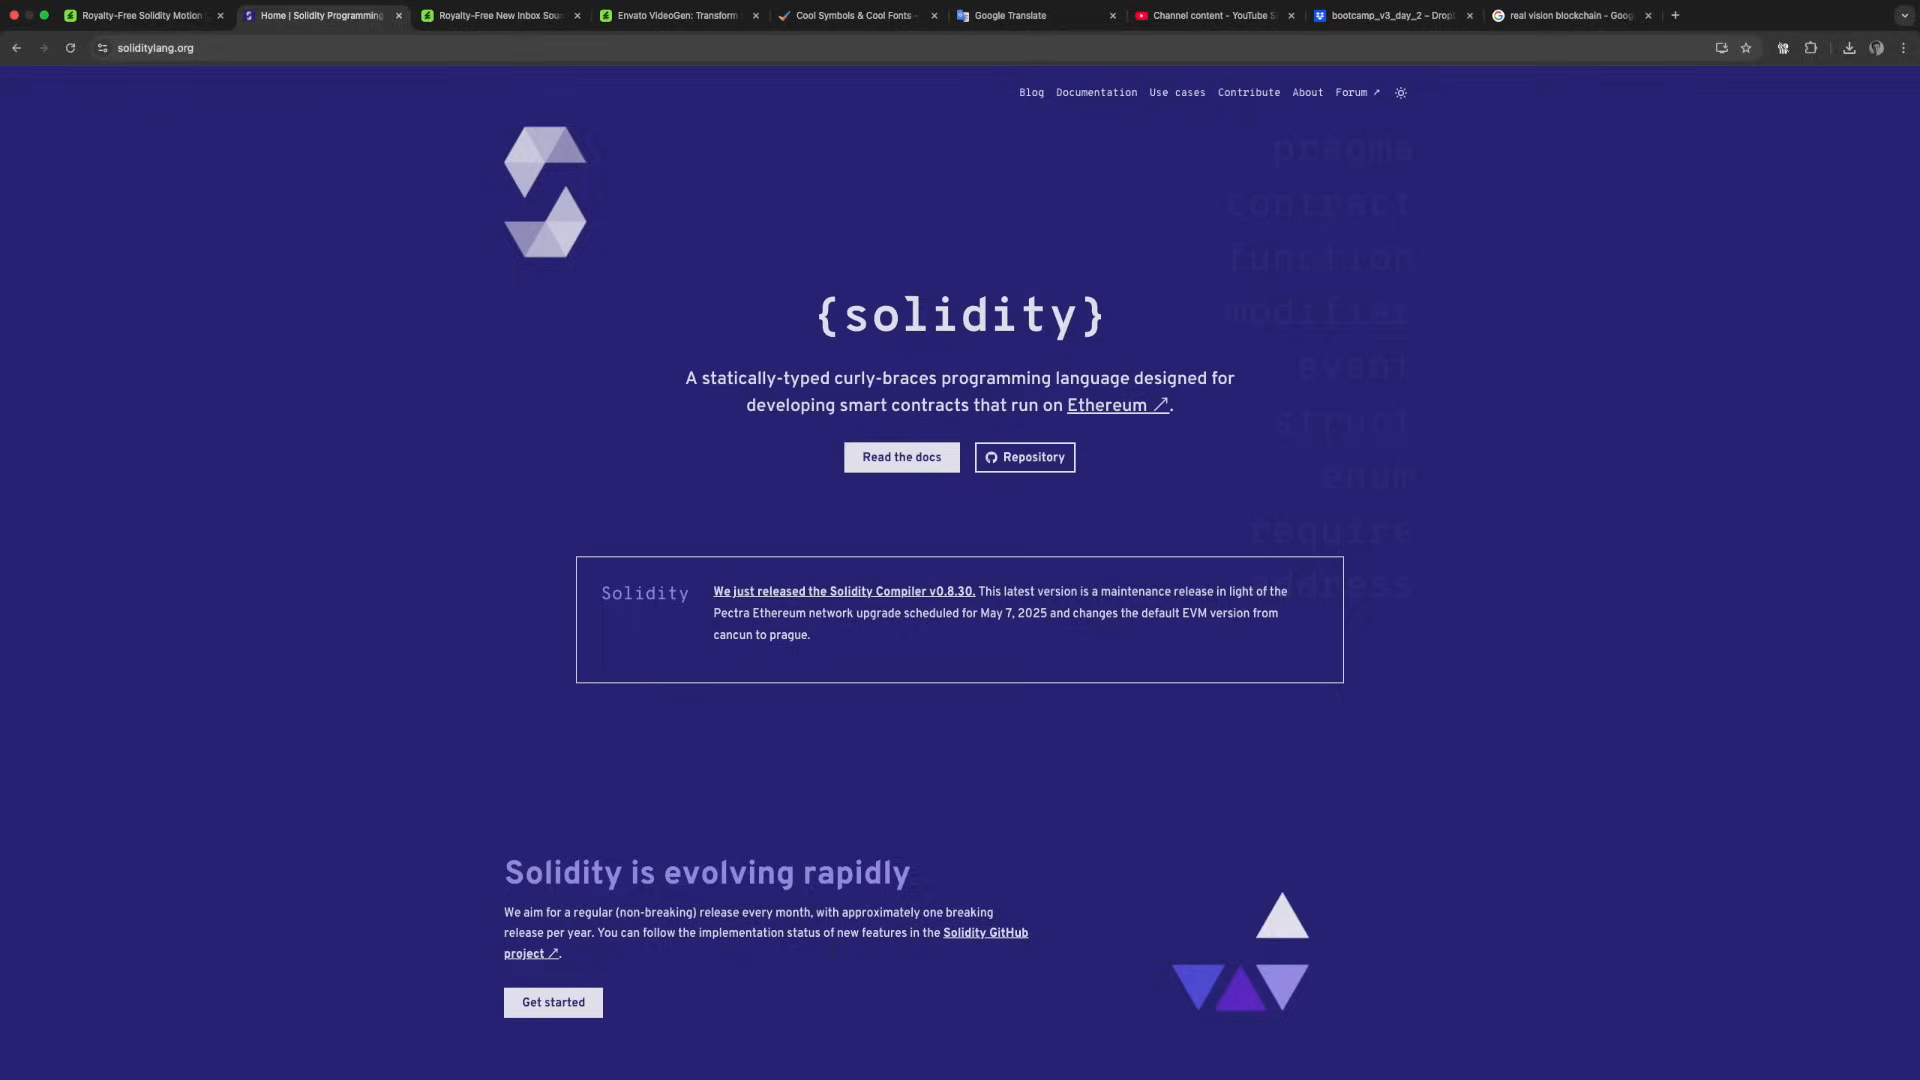 Royalty-Free Solidity Motion
Home | Solidity Programming
Royalty-Free New Inbox Sou
Envato VideoGen: Transform
Cool Symbols & Cool Fonts -
Google Translate
Channel content - YouTube S
bootcamp_v3_day_2 – Drop
real vision blockchain - Goog
soliditylang.org
Blog
Documentation
Use cases
Contribute
About
Forum ↗
pragma
contract
function
modifier
event
struct
enum
require
address
{solidity}
A statically-typed curly-braces programming language designed for
developing smart contracts that run on Ethereum ↗.
Read the docs
Repository
Solidity
We just released the Solidity Compiler v0.8.30. This latest version is a maintenance release in light of the
Pectra Ethereum network upgrade scheduled for May 7, 2025 and changes the default EVM version from
cancun to prague.
Solidity is evolving rapidly
We aim for a regular (non-breaking) release every month, with approximately one breaking
release per year. You can follow the implementation status of new features in the Solidity GitHub
project ↗.
Get started